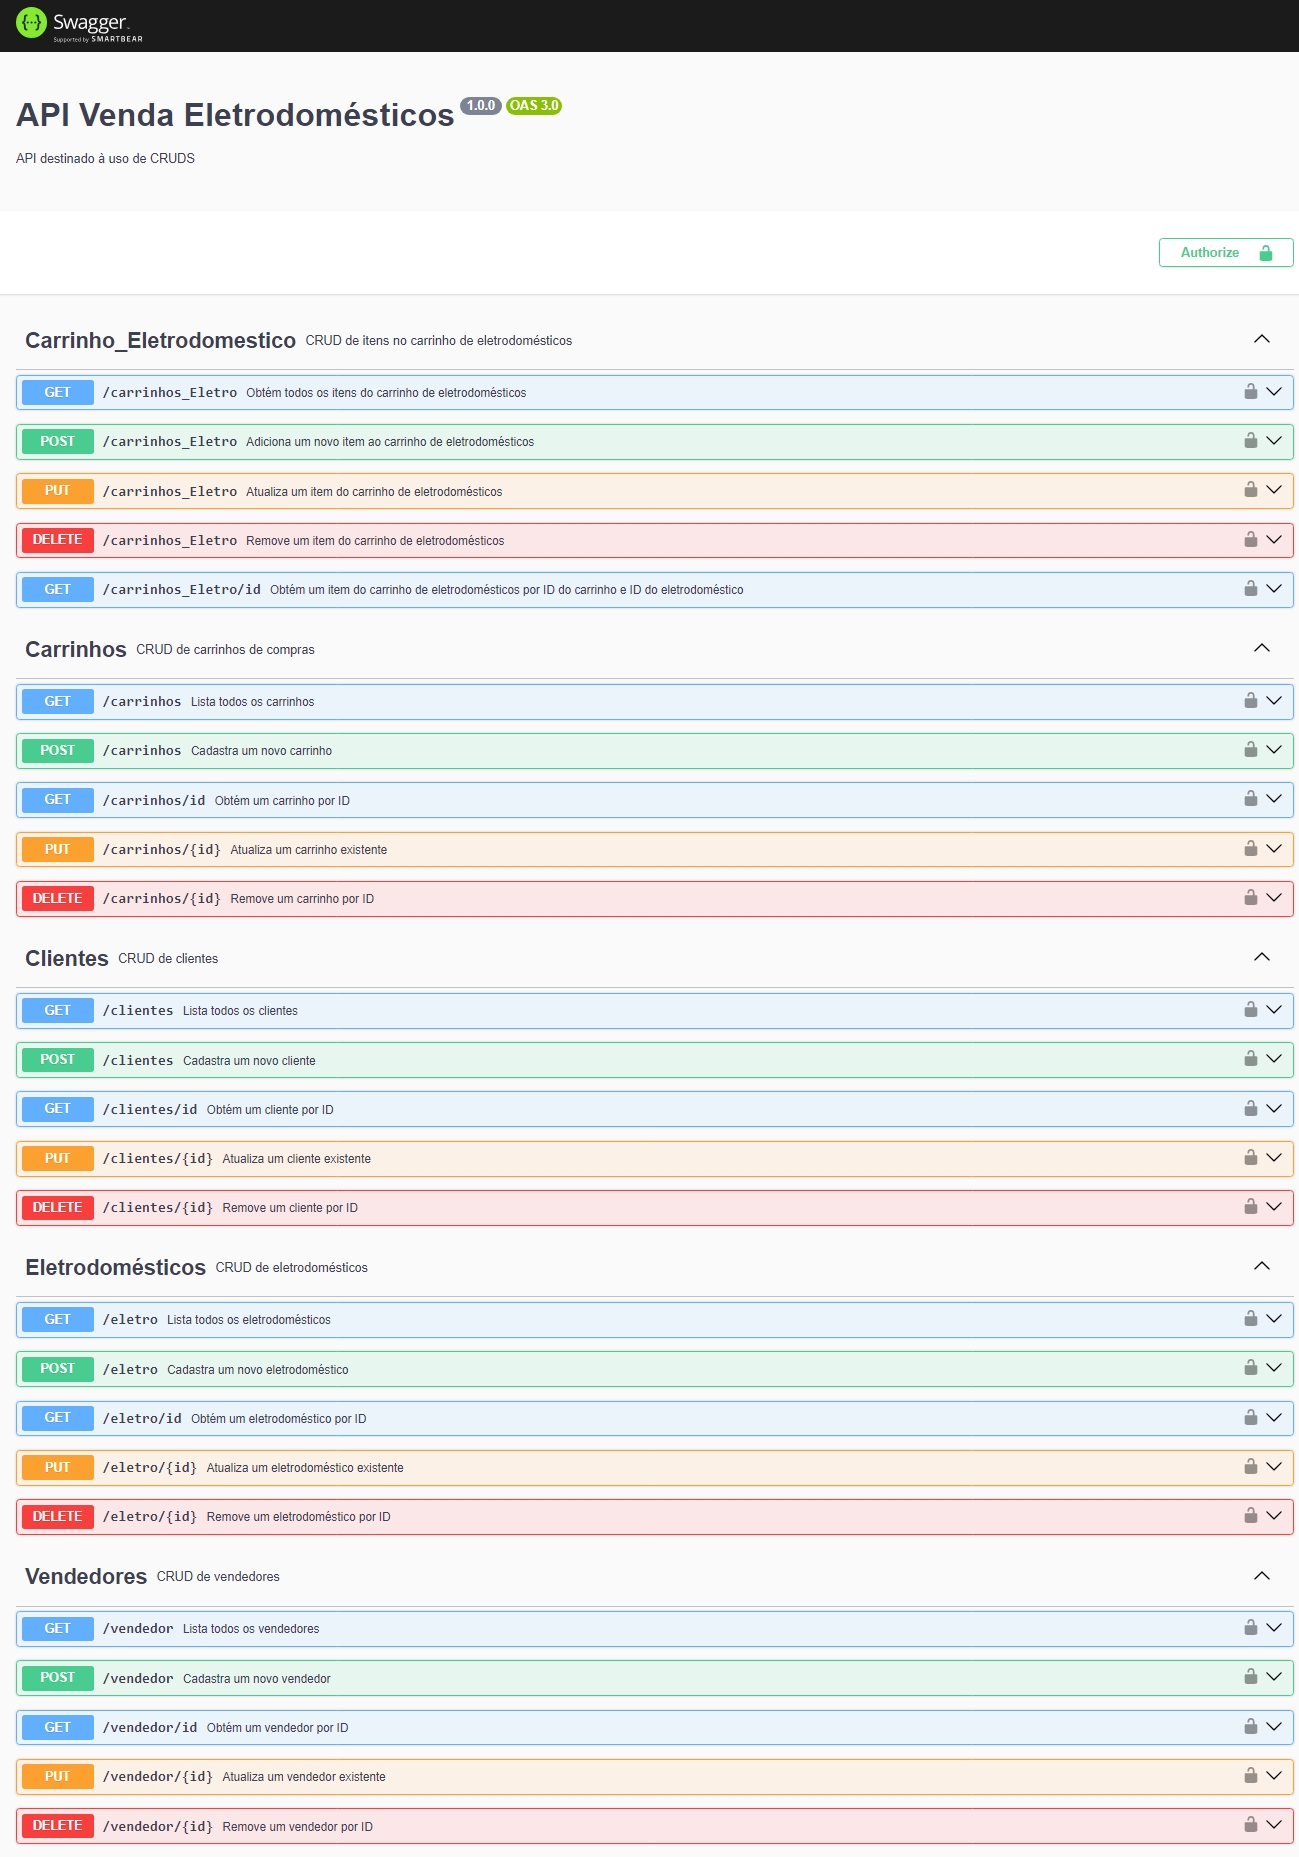 Swagger
Supported by SMARTBEAR
API Venda Eletrodomésticos 1.0.0 OAS 3.0
API destinado à uso de CRUDS
Authorize
Carrinho_Eletrodomestico CRUD de itens no carrinho de eletrodomésticos
GET /carrinhos_Eletro Obtém todos os itens do carrinho de eletrodomésticos
POST /carrinhos_Eletro Adiciona um novo item ao carrinho de eletrodomésticos
PUT /carrinhos_Eletro Atualiza um item do carrinho de eletrodomésticos
DELETE /carrinhos_Eletro Remove um item do carrinho de eletrodomésticos
GET /carrinhos_Eletro/id Obtém um item do carrinho de eletrodomésticos por ID do carrinho e ID do eletrodoméstico
Carrinhos CRUD de carrinhos de compras
GET /carrinhos Lista todos os carrinhos
POST /carrinhos Cadastra um novo carrinho
GET /carrinhos/id Obtém um carrinho por ID
PUT /carrinhos/{id} Atualiza um carrinho existente
DELETE /carrinhos/{id} Remove um carrinho por ID
Clientes CRUD de clientes
GET /clientes Lista todos os clientes
POST /clientes Cadastra um novo cliente
GET /clientes/id Obtém um cliente por ID
PUT /clientes/{id} Atualiza um cliente existente
DELETE /clientes/{id} Remove um cliente por ID
Eletrodomésticos CRUD de eletrodomésticos
GET /eletro Lista todos os eletrodomésticos
POST /eletro Cadastra um novo eletrodoméstico
GET /eletro/id Obtém um eletrodoméstico por ID
PUT /eletro/{id} Atualiza um eletrodoméstico existente
DELETE /eletro/{id} Remove um eletrodoméstico por ID
Vendedores CRUD de vendedores
GET /vendedor Lista todos os vendedores
POST /vendedor Cadastra um novo vendedor
GET /vendedor/id Obtém um vendedor por ID
PUT /vendedor/{id} Atualiza um vendedor existente
DELETE /vendedor/{id} Remove um vendedor por ID